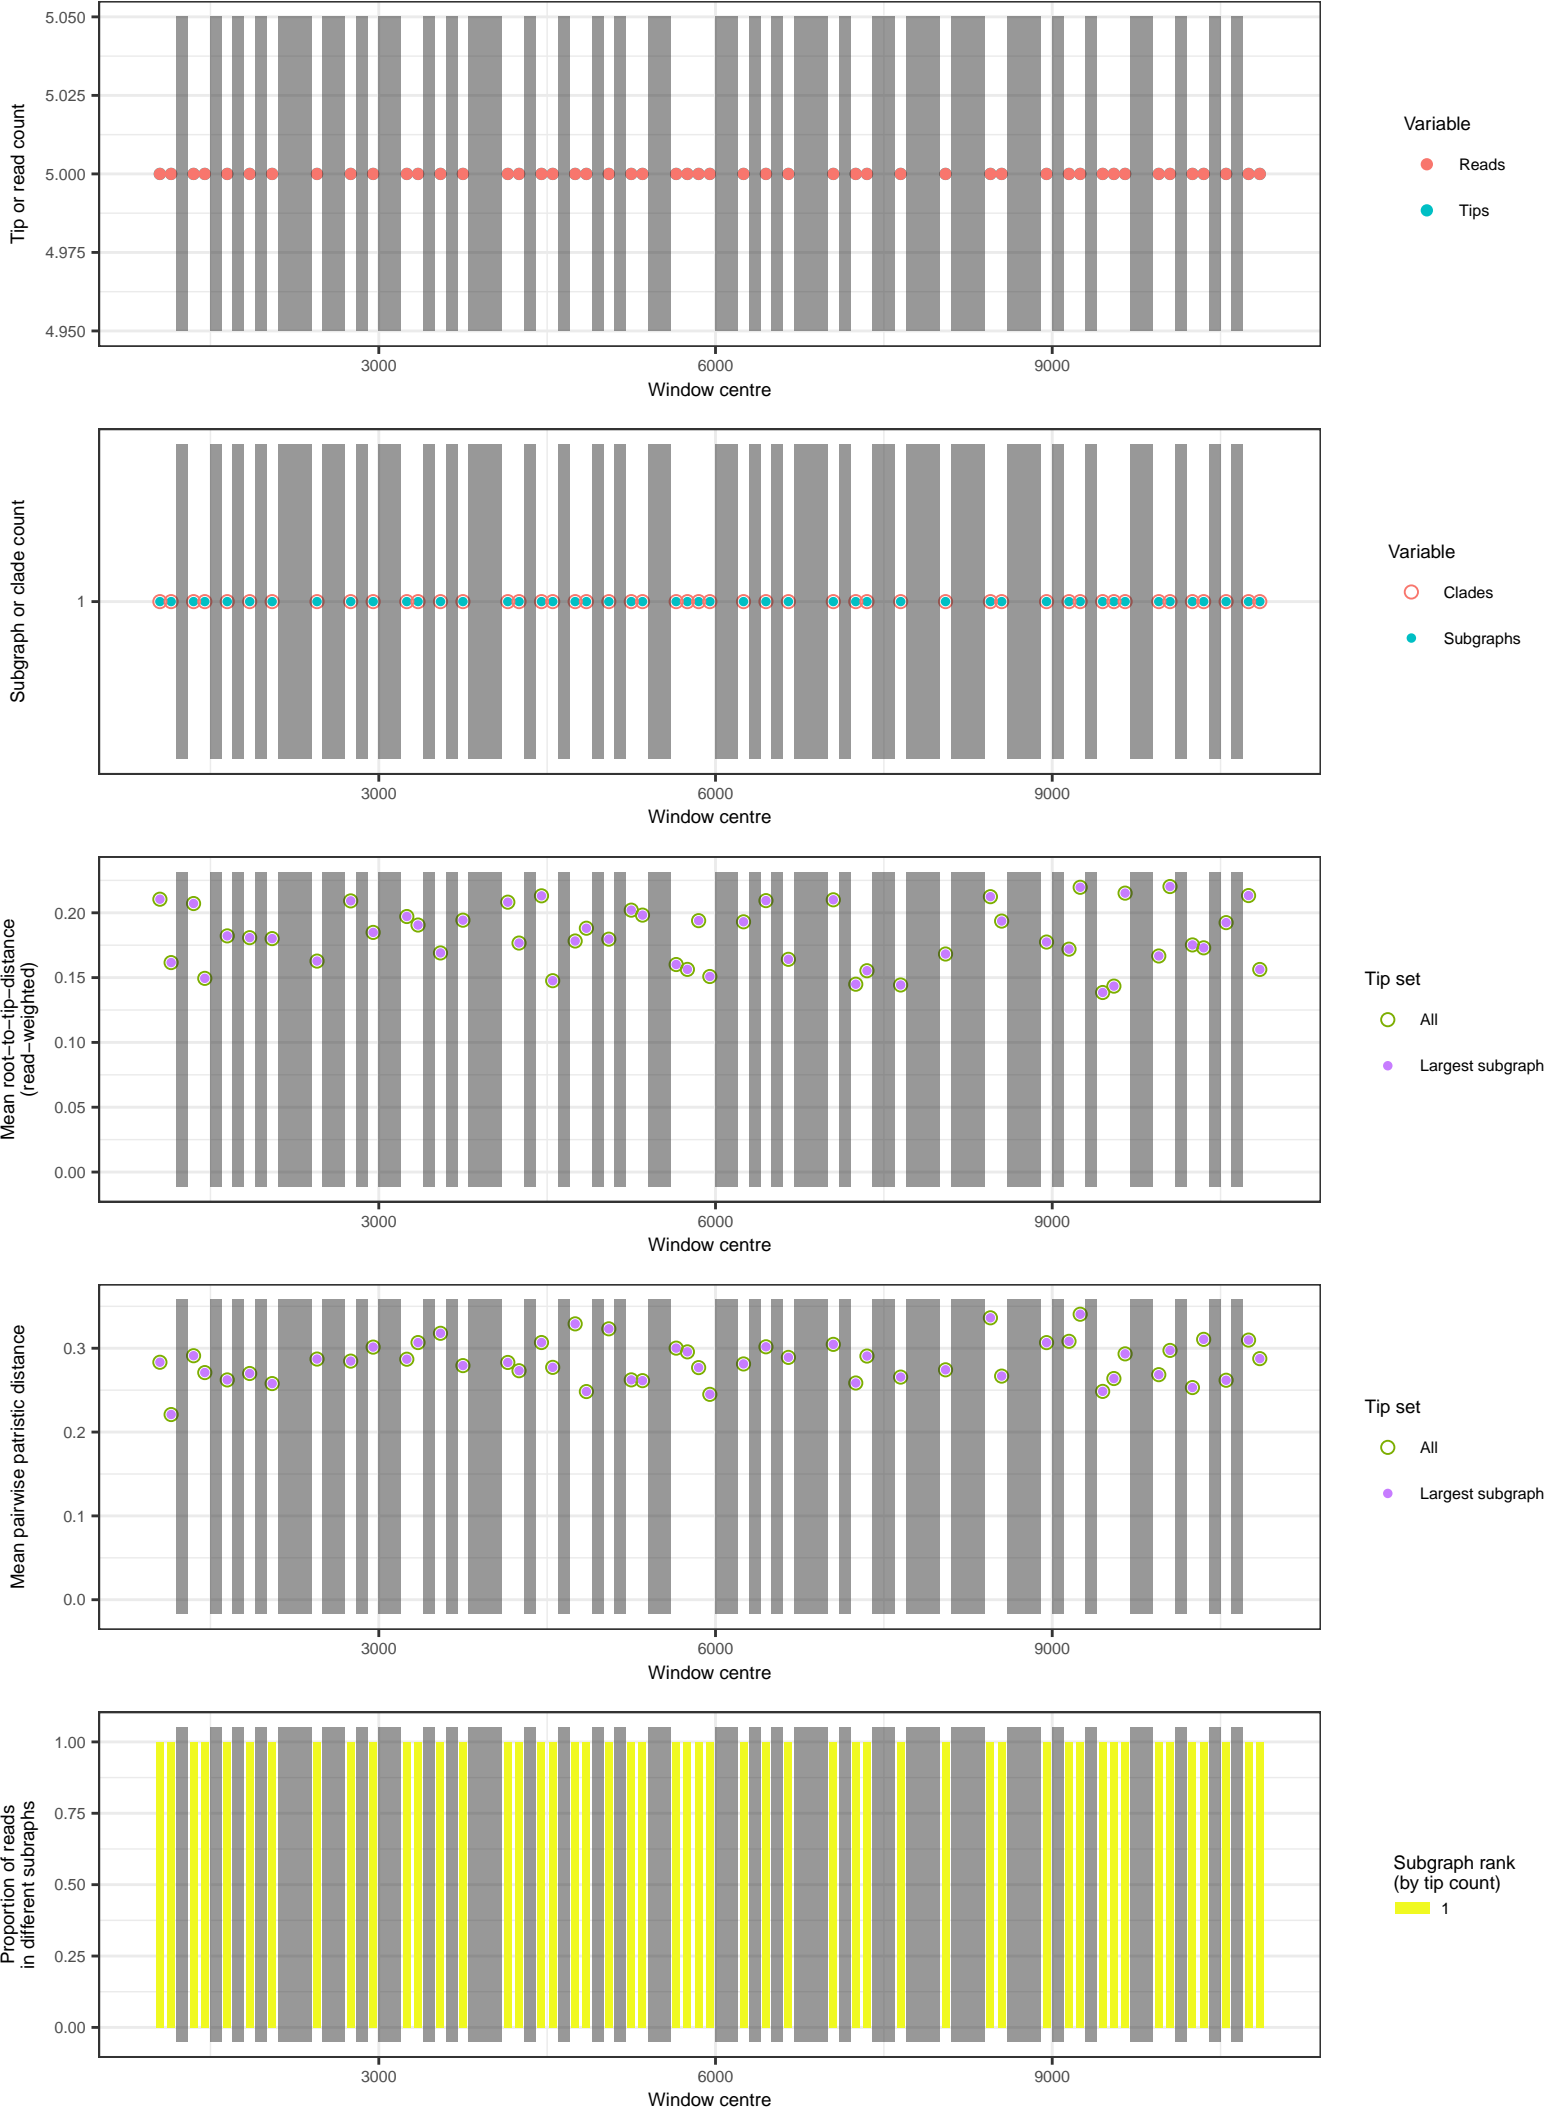 5.050
5.025
5.000
4.975
4.950
Tip or read count
3000 6000 9000
Window centre
Variable
Reads
Tips
1
Subgraph or clade count
3000 6000 9000
Window centre
Variable
Clades
Subgraphs
0.20
0.15
0.10
0.05
0.00
Mean root−to−tip−distance
(read−weighted)
3000 6000 9000
Window centre
Tip set
All
Largest subgraph
0.3
0.2
0.1
0.0
Mean pairwise patristic distance
3000 6000 9000
Window centre
Tip set
All
Largest subgraph
1.00
0.75
0.50
0.25
0.00
Proportion of reads
in different subraphs
3000 6000 9000
Window centre
Subgraph rank
(by tip count)
1